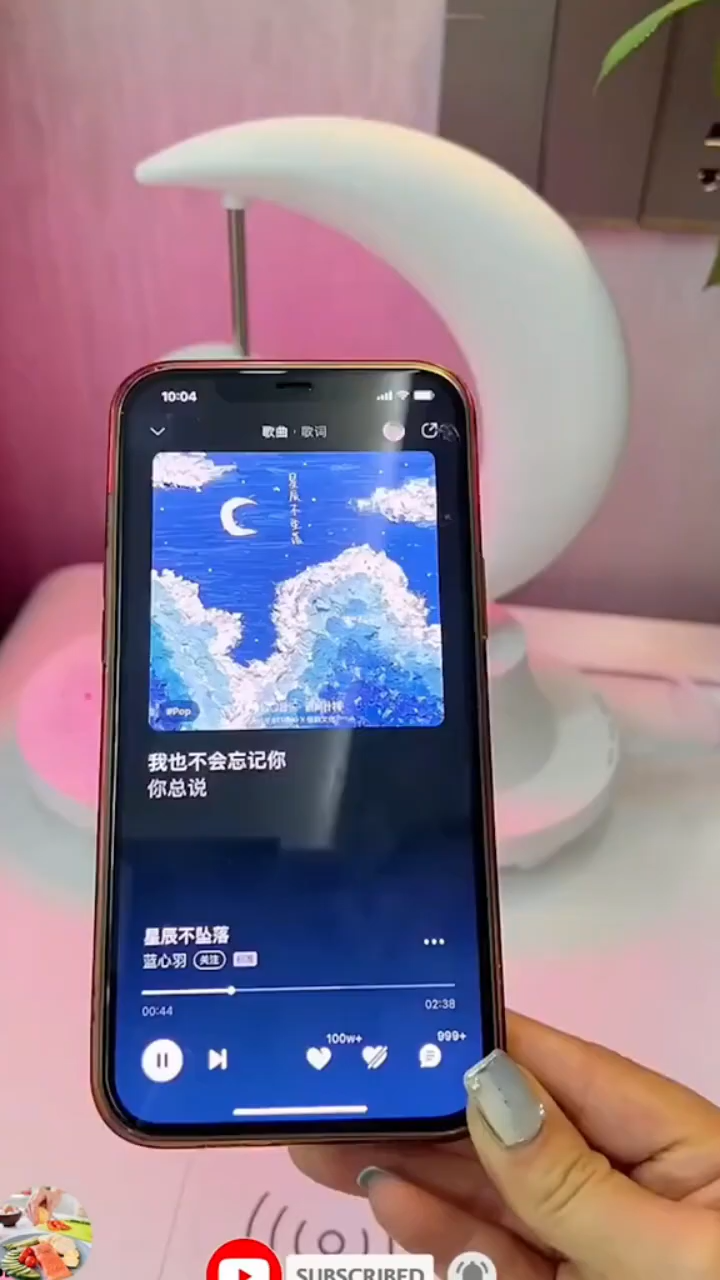 10:04
歌曲 · 歌词
星辰不坠落
#Pop
我也不会忘记你
你总说
星辰不坠落
蓝心羽 关注
00:44
02:38
100w+
999+
SUBSCRIBED